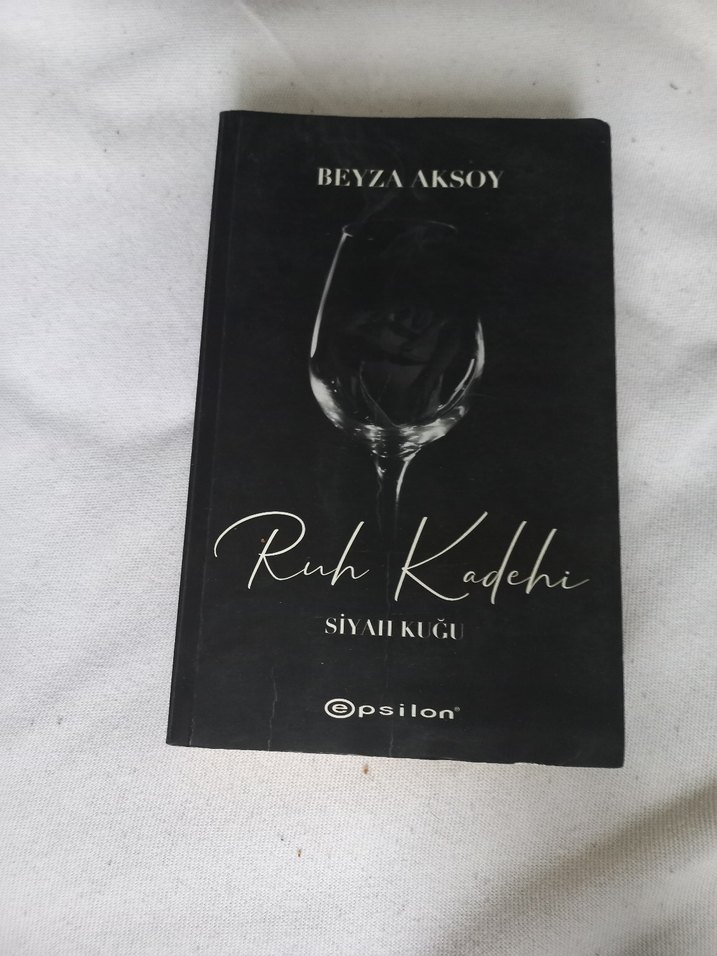 BEYZA AKSOY
Ruh Kadehi
SİYAH KUĞU
epsilon®